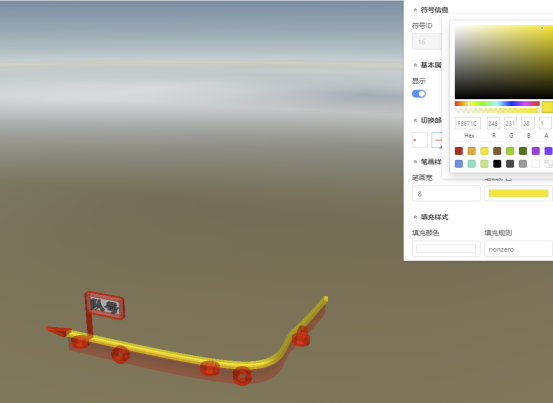 符号信息
符号ID
16
基本属
显示
切换部
笔画样
笔画宽
8
填充样式
填充颜色
填充规则
nonzero
F8E71C
248
231
28
1
Hex
R
G
B
A
队号